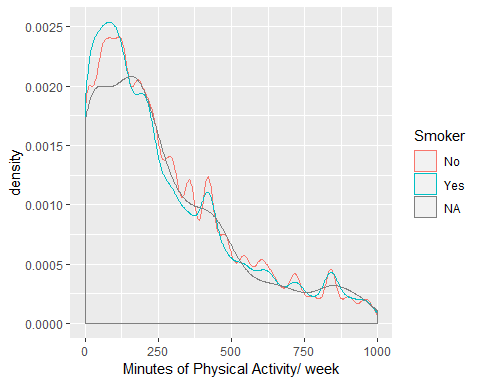 0.0025
0.0020
0.0015
0.0010
0.0005
0.0000
density
0
250
500
750
1000
Minutes of Physical Activity/ week
Smoker
No
Yes
NA